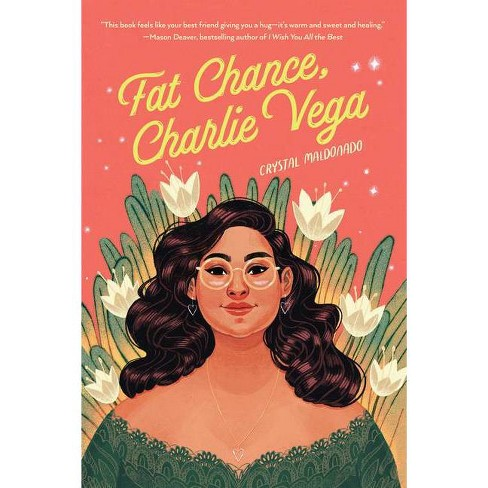 "This book feels like your best friend giving you a hug—it's warm and sweet and healing."
—Mason Deaver, bestselling author of I Wish You All the Best
Fat Chance,
Charlie Vega
CRYSTAL MALDONADO